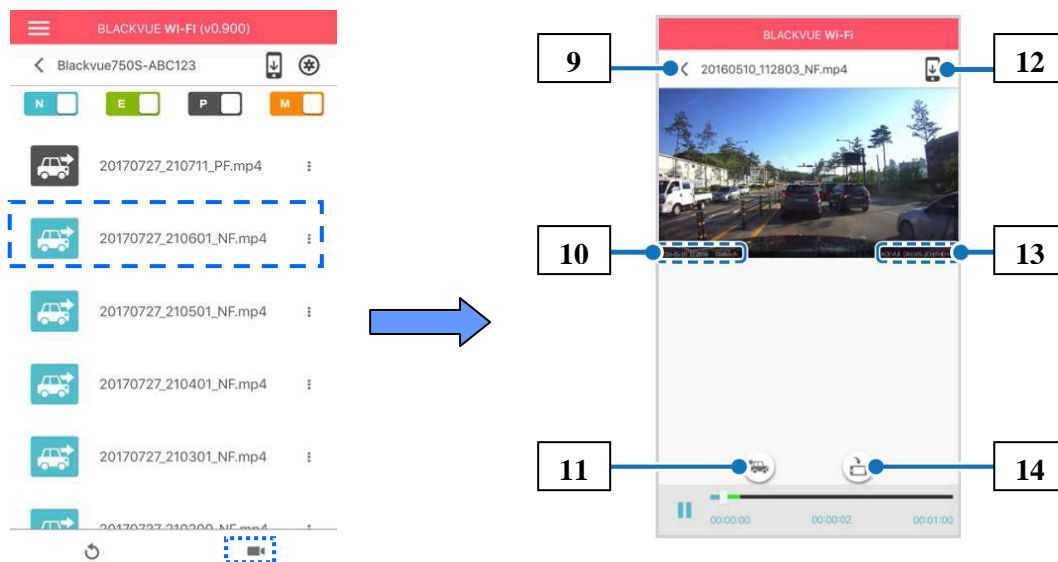 BLACKVUE WI-FI (v0.900)
Blackvue750S-ABC123
N E P M
20170727_210711_PF.mp4
20170727_210601_NF.mp4
20170727_210501_NF.mp4
20170727_210401_NF.mp4
20170727_210301_NF.mp4
9
10
11
BLACKVUE Wi-Fi
20160510_112803_NF.mp4
00:00:00 00:00:02 00:01:00
12
13
14